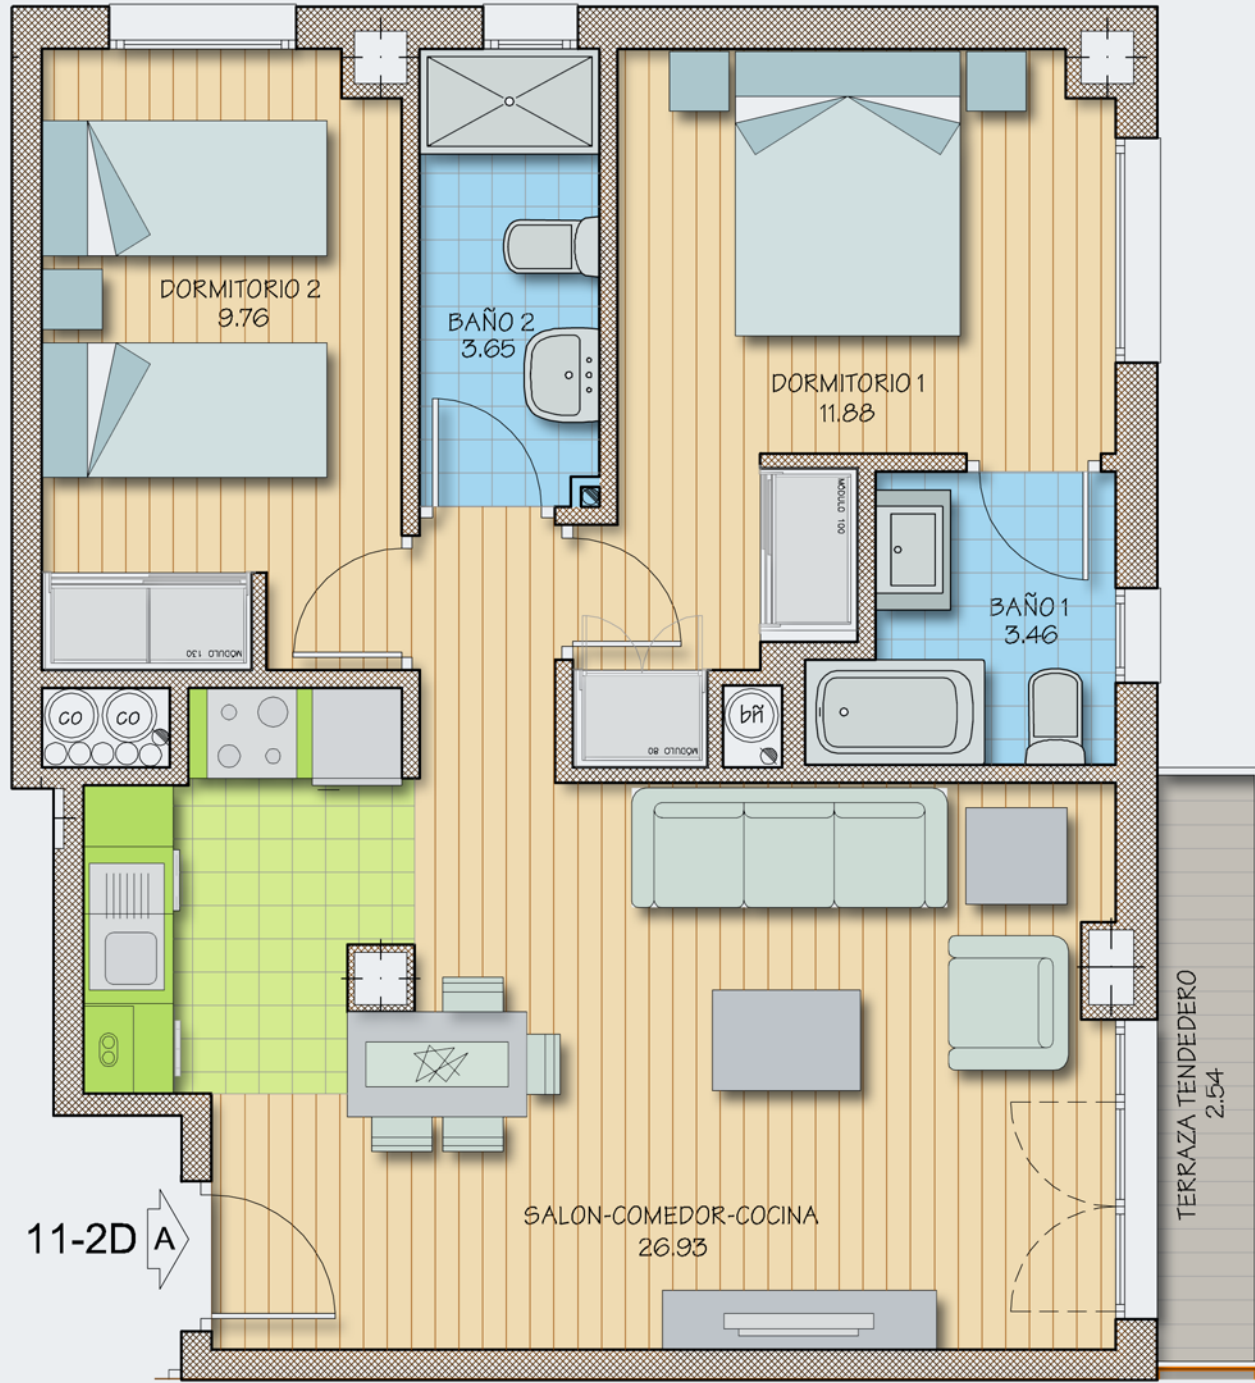 DORMITORIO 2
9.76
BAÑO 2
3.65
DORMITORIO 1
11.88
MÓDULO 100
BAÑO 1
3.46
MÓDULO 130
CO
CO
MÓDULO 80
bñ
TERRAZA TENDEDERO
2.54
SALON-COMEDOR-COCINA
26.93
11-2D A